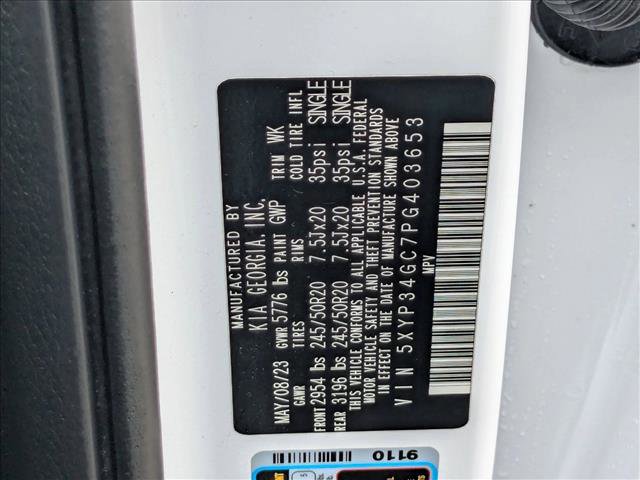 MANUFACTURED BY
KIA GEORGIA, INC.
MAY/08/23 GVWR 5776 lbs PAINT GWP TRIM WK
GAWR TIRES RIMS COLD TIRE INFL
FRONT 2954 lbs 245/50R20 7.5Jx20 35psi SINGLE
REAR 3196 lbs 245/50R20 7.5Jx20 35psi SINGLE
THIS VEHICLE CONFORMS TO ALL APPLICABLE U.S.A. FEDERAL
MOTOR VEHICLE SAFETY AND THEFT PREVENTION STANDARDS
IN EFFECT ON THE DATE OF MANUFACTURE SHOWN ABOVE
VIN 5XYP34GC7PG403653
MPV
9110